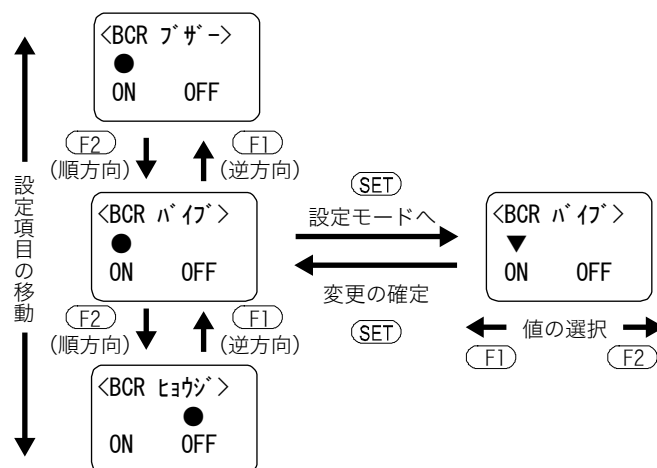 <BCR ﾌﾞｻﾞｰ>
●
ON OFF
F2 F1
(順方向) (逆方向)
設定項目の移動
<BCR ﾊﾞｲﾌﾞ>
●
ON OFF
SET
設定モードへ
変更の確定
SET
<BCR ﾊﾞｲﾌﾞ>
▼
ON OFF
値の選択
F1 F2
F2 F1
(順方向) (逆方向)
<BCR ﾋｮｳｼﾞ>
●
ON OFF